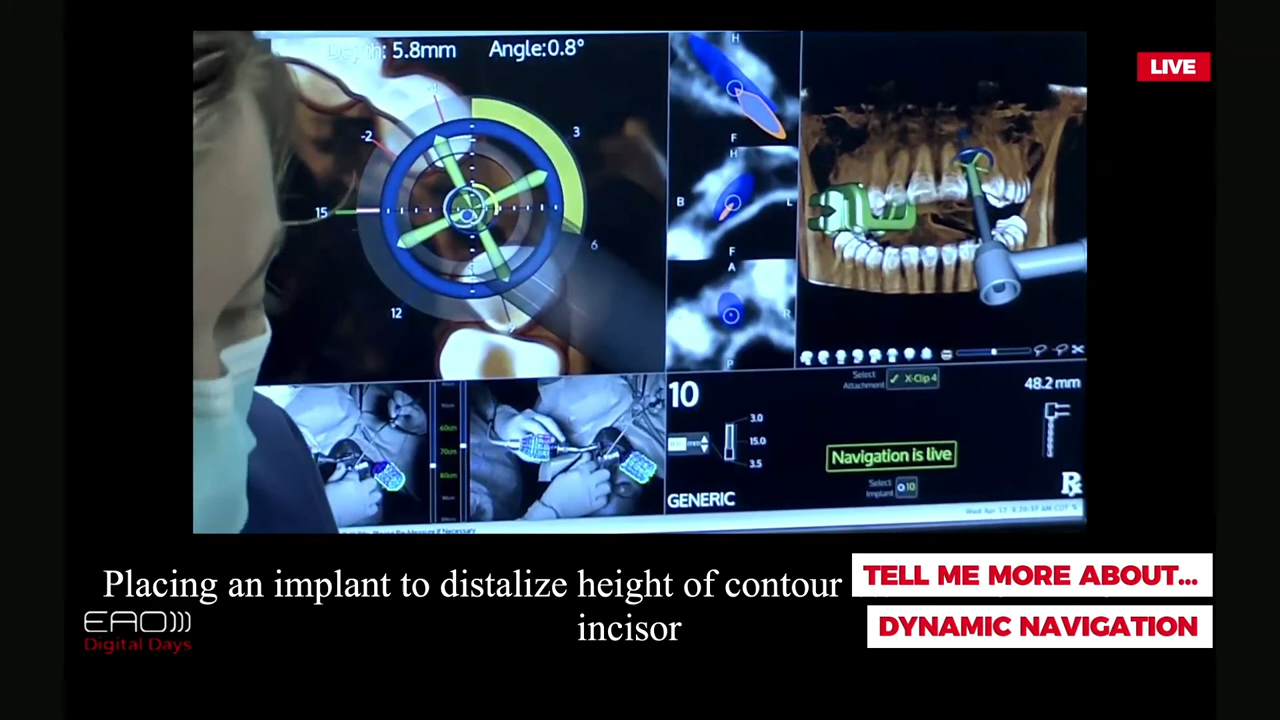 LIVE
5.8mm
Angle:0.8°
H
-2
3
F
H
15
B
L
6
F
A
12
R
P
Select
Attachment
✓ X-Clip 4
48.2 mm
10
3.0
15.0
Navigation is live
3.5
Select
Implant
10
GENERIC
Rx
Placing an implant to distalize height of contour
incisor
TELL ME MORE ABOUT...
DYNAMIC NAVIGATION
EAO
Digital Days